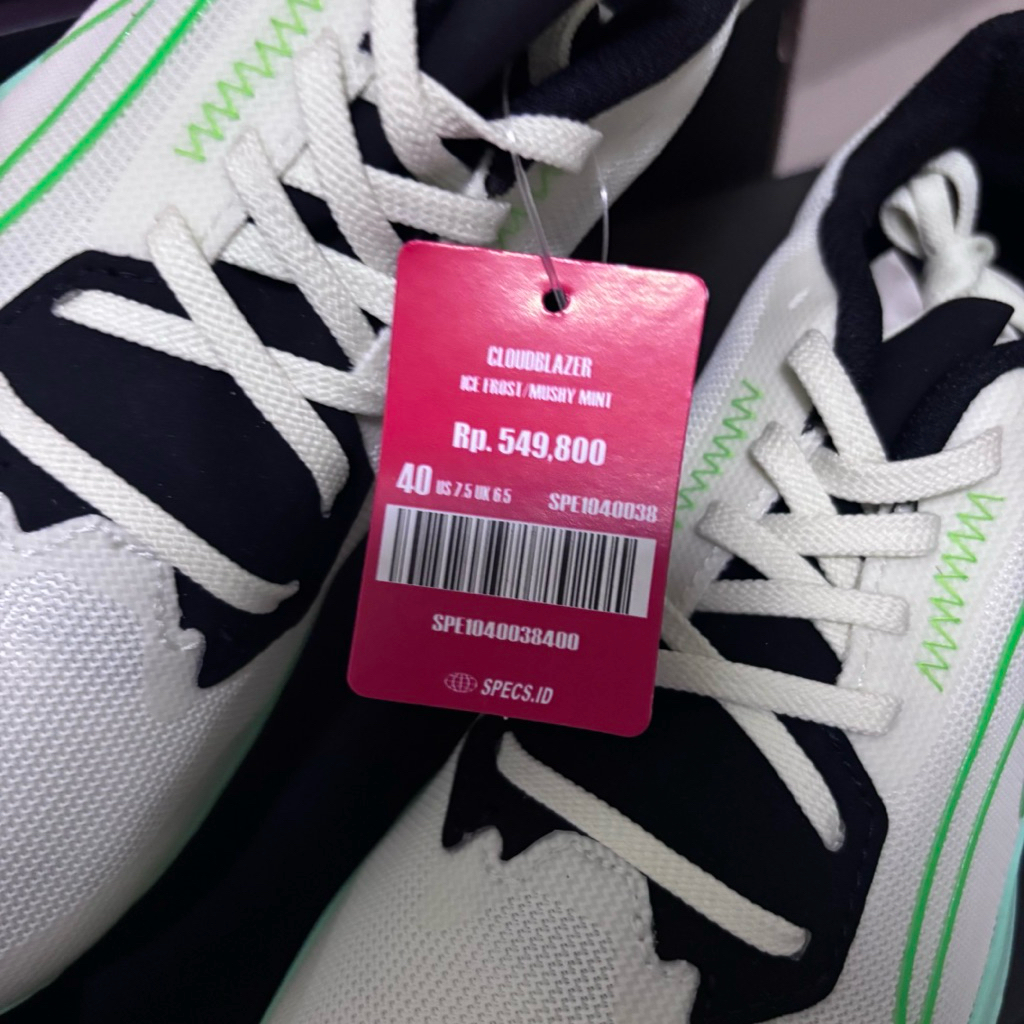 CLOUDBLAZER
ICE FROST/MUSHY MINT
Rp. 549,800
40 US 7.5 UK 6.5 SPE1040038
SPE1040038400
SPECS.ID